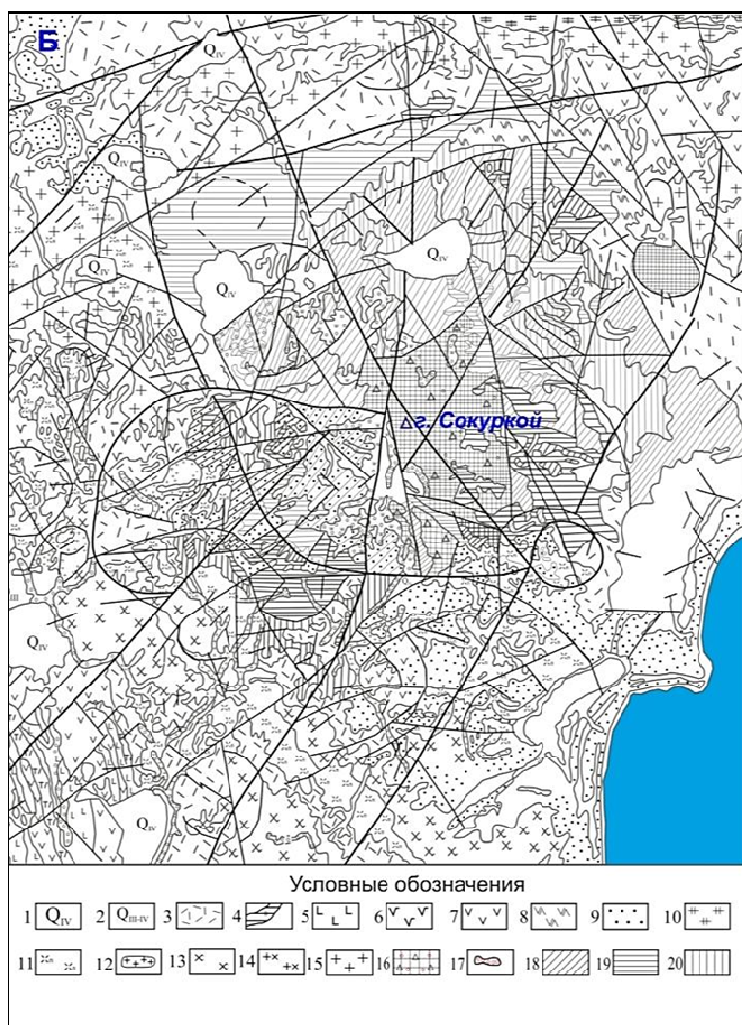 Б
Q_IV
Q_IV
Q_IV
Q_IV
Q_IV
г. Сокуркой
Q_IV
Q_IV
Условные обозначения
1 Q_IV 2 Q_III-IV 3 4 5 6 7 8 9 10
11 12 13 14 15 16 17 18 19 20